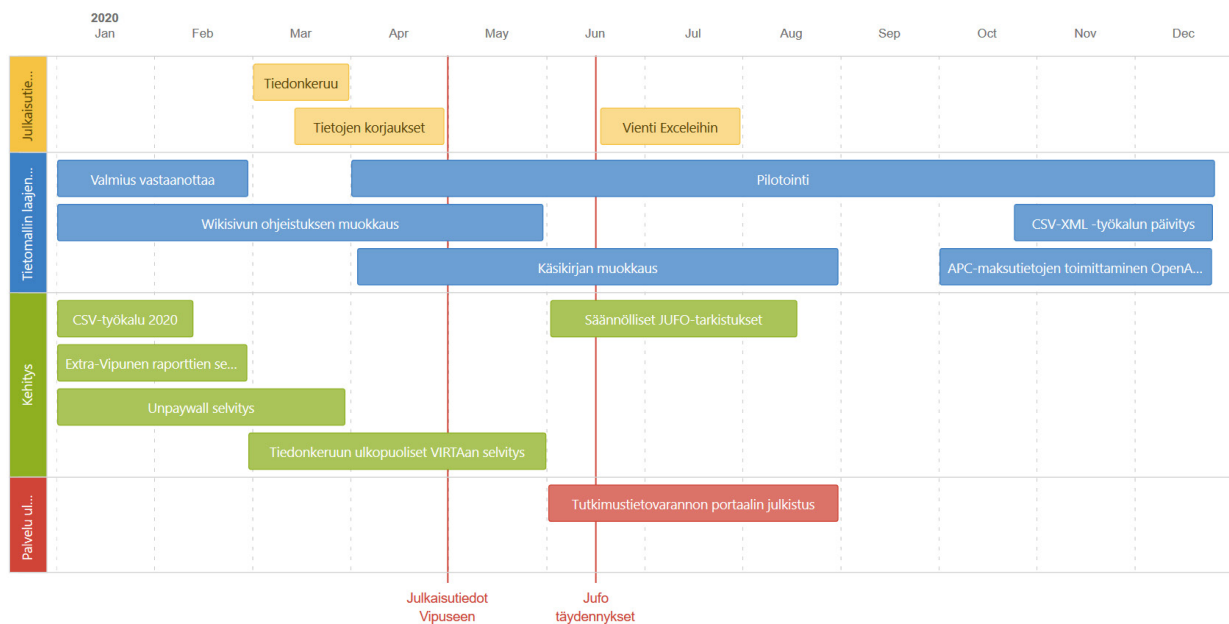 2020
Jan Feb Mar Apr May Jun Jul Aug Sep Oct Nov Dec
Julkaisutie...
Tiedonkeruu
Tietojen korjaukset
Vienti Exceleihin
Tietomallin laajen...
Valmius vastaanottaa
Pilotointi
Wikisivun ohjeistuksen muokkaus
CSV-XML -työkalun päivitys
Käsikirjan muokkaus
APC-maksutietojen toimittaminen OpenA...
Kehitys
CSV-työkalu 2020
Säännölliset JUFO-tarkistukset
Extra-Vipunen raporttien se...
Unpaywall selvitys
Tiedonkeruun ulkopuoliset VIRTAan selvitys
Palvelu ul...
Tutkimustietovarannon portaalin julkistus
Julkaisutiedot
Vipuseen
Jufo
täydennykset